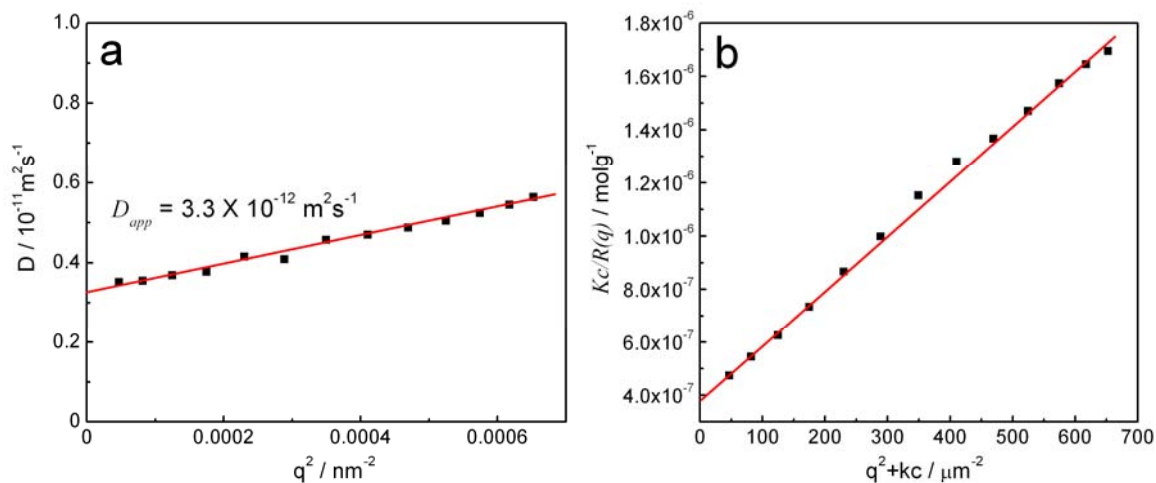 a
D / 10⁻¹¹m²s⁻¹
1.0
0.8
0.6
0.4
0.2
0
D_app = 3.3 X 10⁻¹² m²s⁻¹
0 0.0002 0.0004 0.0006
q² / nm⁻²
b
Kc/R(q) / molg⁻¹
1.8x10⁻⁶
1.6x10⁻⁶
1.4x10⁻⁶
1.2x10⁻⁶
1.0x10⁻⁶
8.0x10⁻⁷
6.0x10⁻⁷
4.0x10⁻⁷
0 100 200 300 400 500 600 700
q²+kc / μm⁻²